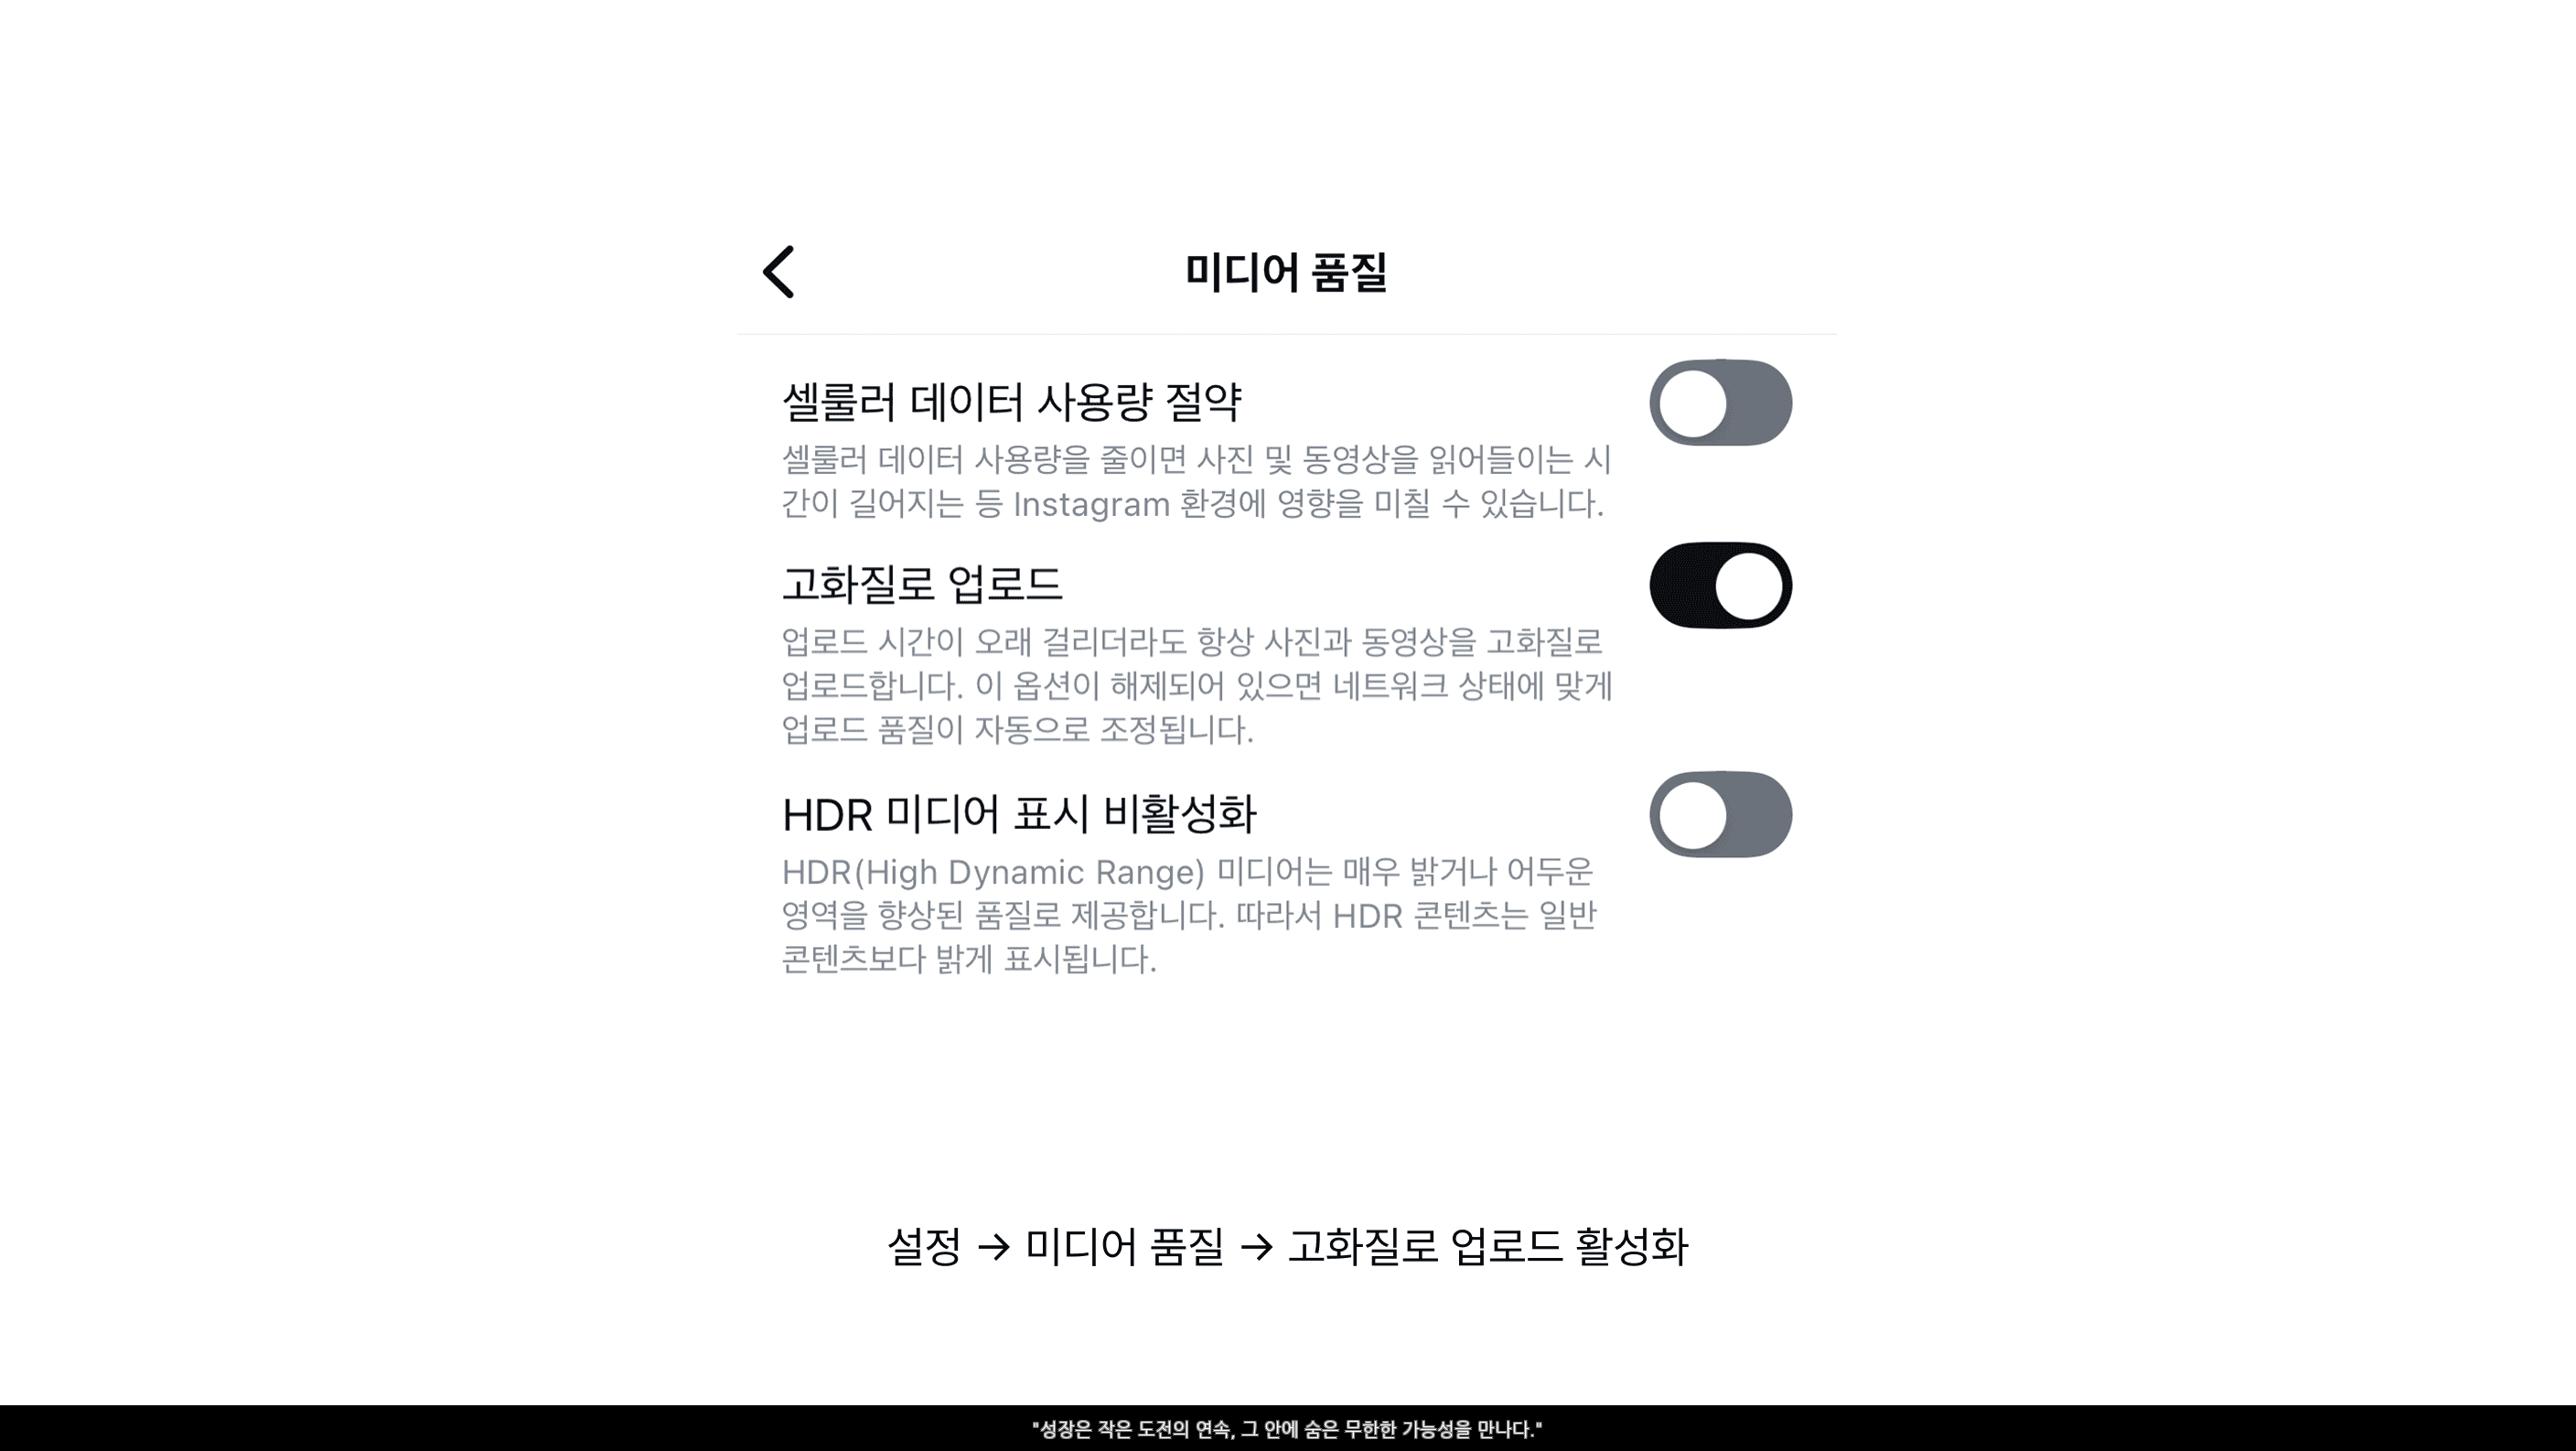 미디어 품질
셀룰러 데이터 사용량 절약
셀룰러 데이터 사용량을 줄이면 사진 및 동영상을 읽어들이는 시
간이 길어지는 등 Instagram 환경에 영향을 미칠 수 있습니다.
고화질로 업로드
업로드 시간이 오래 걸리더라도 항상 사진과 동영상을 고화질로
업로드합니다. 이 옵션이 해제되어 있으면 네트워크 상태에 맞게
업로드 품질이 자동으로 조정됩니다.
HDR 미디어 표시 비활성화
HDR(High Dynamic Range) 미디어는 매우 밝거나 어두운
영역을 향상된 품질로 제공합니다. 따라서 HDR 콘텐츠는 일반
콘텐츠보다 밝게 표시됩니다.
설정 → 미디어 품질 → 고화질로 업로드 활성화
"성장은 작은 도전의 연속, 그 안에 숨은 무한한 가능성을 만나다."